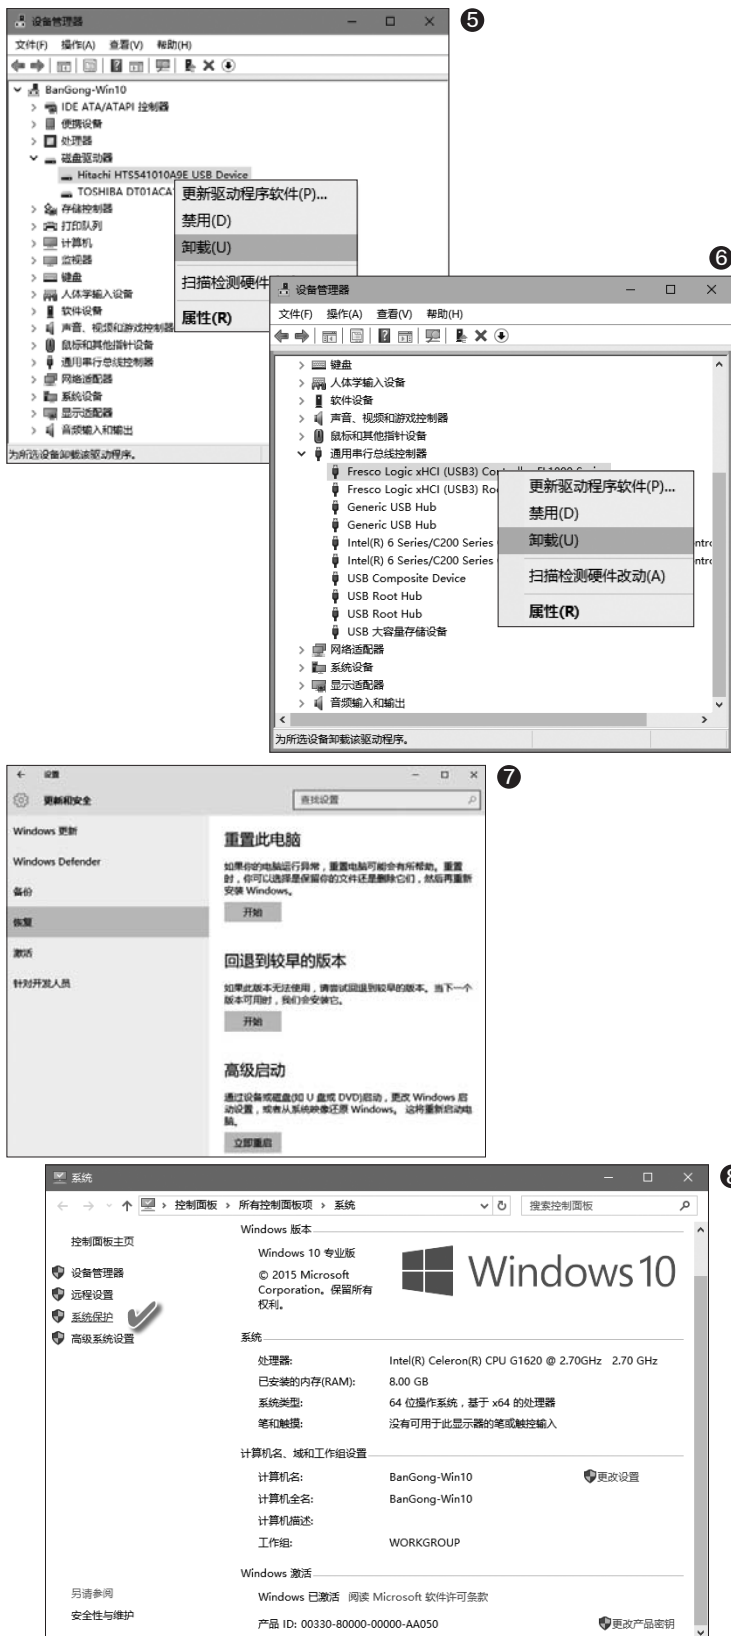 设备管理器
❺
文件(F) 操作(A) 查看(V) 帮助(H)
BanGong-Win10
IDE ATA/ATAPI 控制器
便携设备
处理器
磁盘驱动器
Hitachi HTS541010A9E USB Device
TOSHIBA DT01ACA
存储控制器
打印队列
计算机
监视器
键盘
人体学输入设备
软件设备
声音、视频和游戏控制器
鼠标和其他指针设备
通用串行总线控制器
网络适配器
系统设备
显示适配器
音频输入和输出
为所选设备卸载该驱动程序。
更新驱动程序软件(P)...
禁用(D)
卸载(U)
扫描检测硬件
属性(R)
❻
设备管理器
文件(F) 操作(A) 查看(V) 帮助(H)
键盘
人体学输入设备
软件设备
声音、视频和游戏控制器
鼠标和其他指针设备
通用串行总线控制器
Fresco Logic xHCI (USB3)
Fresco Logic xHCI (USB3)
Generic USB Hub
Generic USB Hub
Intel(R) 6 Series/C200 Series
Intel(R) 6 Series/C200 Series
USB Composite Device
USB Root Hub
USB Root Hub
USB 大容量存储设备
网络适配器
系统设备
显示适配器
音频输入和输出
为所选设备卸载该驱动程序。
更新驱动程序软件(P)...
禁用(D)
卸载(U)
扫描检测硬件改动(A)
属性(R)
❼
设置
更新和安全
查找设置
Windows 更新
Windows Defender
备份
恢复
激活
针对开发人员
重置此电脑
如果你的电脑运行异常，重置电脑可能会有所帮助。重置
时，你可以选择是保留你的文件还是删除它们，然后再重新
安装 Windows。
开始
回退到较早的版本
如果此版本无法使用，请尝试回退到较早的版本。当下一个
版本可用时，我们会安装它。
开始
高级启动
通过设备或磁盘(如 U 盘或 DVD)启动，更改 Windows 启
动设置，或者从系统映像还原 Windows。 这将重新启动电
脑。
立即重启
❽
系统
控制面板 › 所有控制面板项 › 系统
搜索控制面板
控制面板主页
设备管理器
远程设置
系统保护
高级系统设置
另请参阅
安全性与维护
Windows 版本
Windows 10 专业版
© 2015 Microsoft
Corporation。保留所有
权利。
Windows 10
系统
处理器: Intel(R) Celeron(R) CPU G1620 @ 2.70GHz 2.70 GHz
已安装的内存(RAM): 8.00 GB
系统类型: 64 位操作系统，基于 x64 的处理器
笔和触摸: 没有可用于此显示器的笔或触控输入
计算机名、域和工作组设置
计算机名: BanGong-Win10 更改设置
计算机全名: BanGong-Win10
计算机描述:
工作组: WORKGROUP
Windows 激活
Windows 已激活 阅读 Microsoft 软件许可条款
产品 ID: 00330-80000-00000-AA050 更改产品密钥